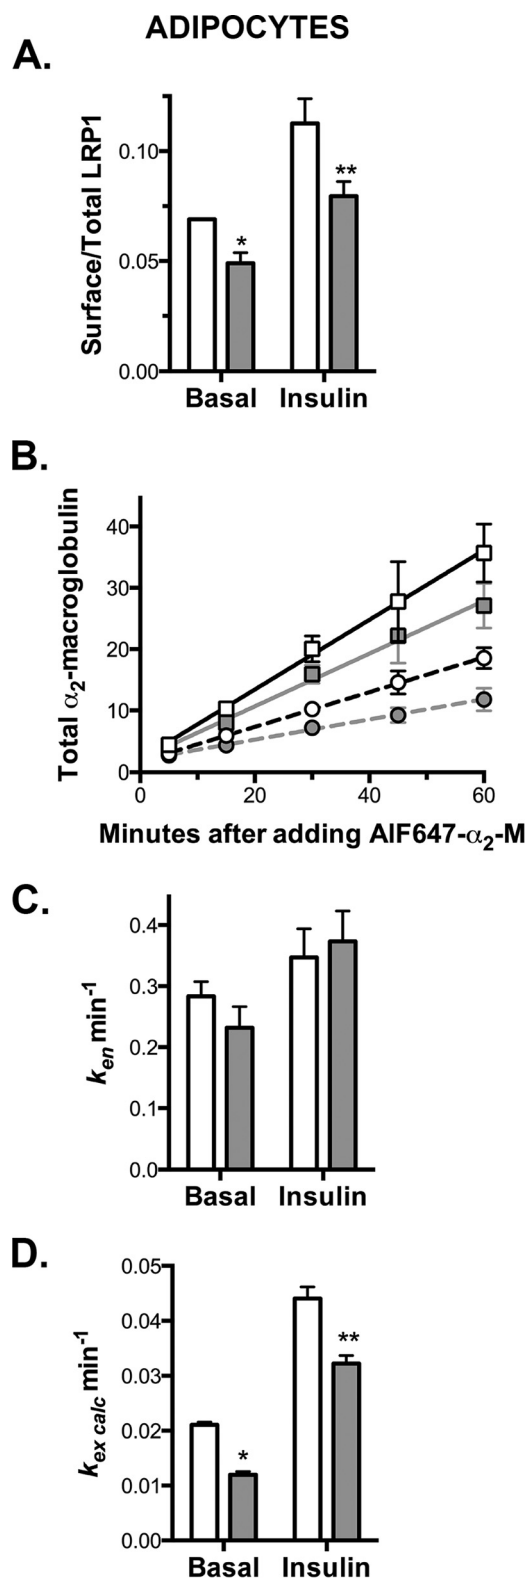 ADIPOCYTES
A.
Surface/Total LRP1
0.10
0.05
0.00
*
**
Basal Insulin
B.
Total α2-macroglobulin
40
30
20
10
0
0 20 40 60
Minutes after adding AlF647-α2-M
C.
ken min-1
0.4
0.3
0.2
0.1
0.0
Basal Insulin
D.
kex calc min-1
0.05
0.04
0.03
0.02
0.01
0.00
*
**
Basal Insulin